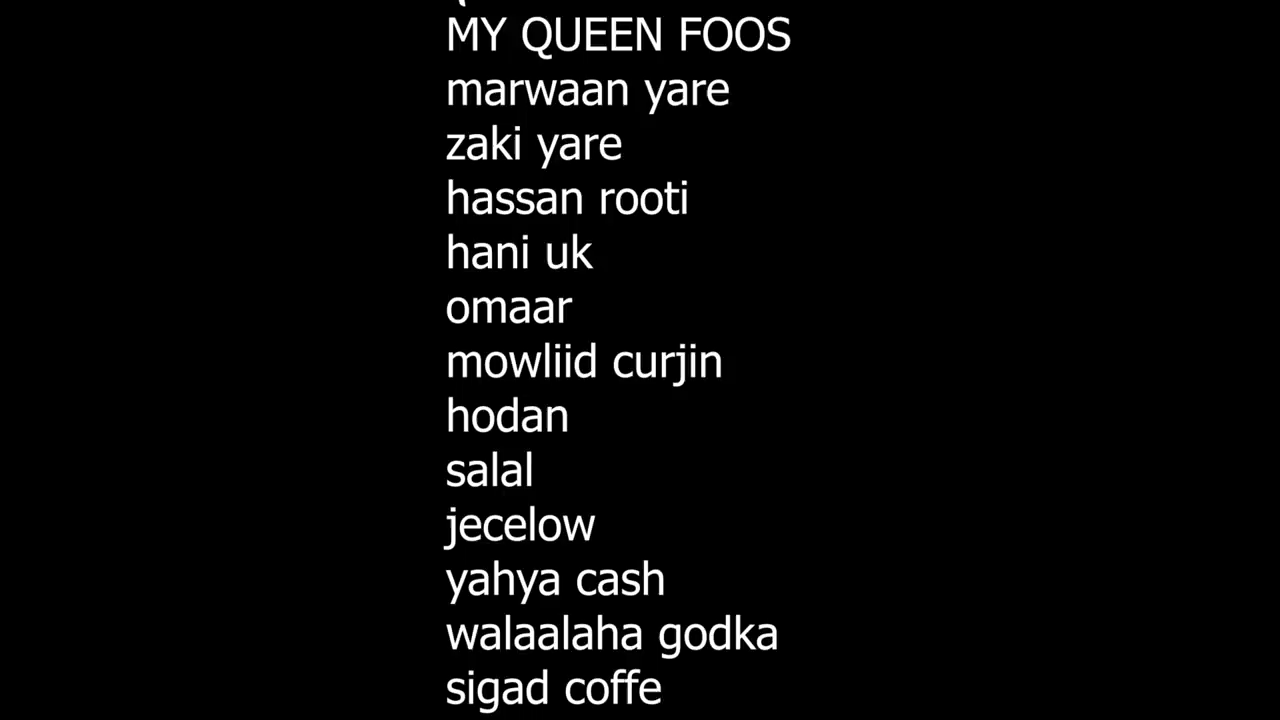 MY QUEEN FOOS
marwaan yare
zaki yare
hassan rooti
hani uk
omaar
mowliid curjin
hodan
salal
jecelow
yahya cash
walaalaha godka
sigad coffe